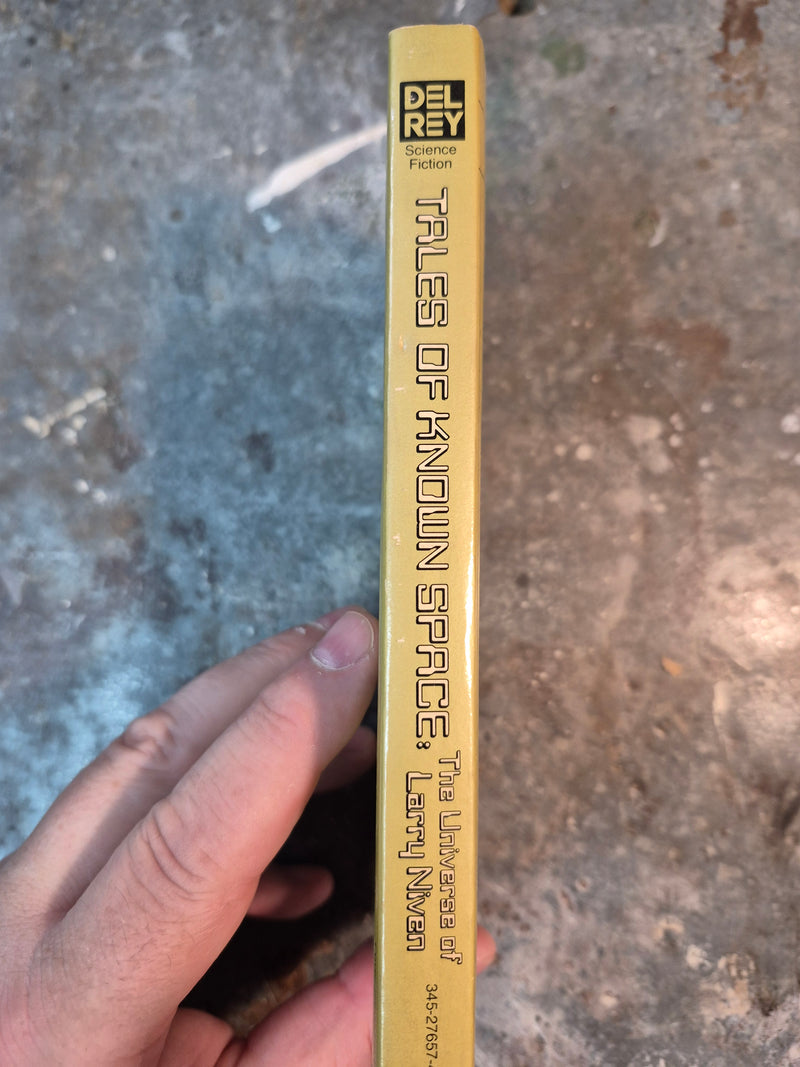 DEL
REY
Science
Fiction
TALES OF KNOWN SPACE:
The Universe of
Larry Niven
345-27657-